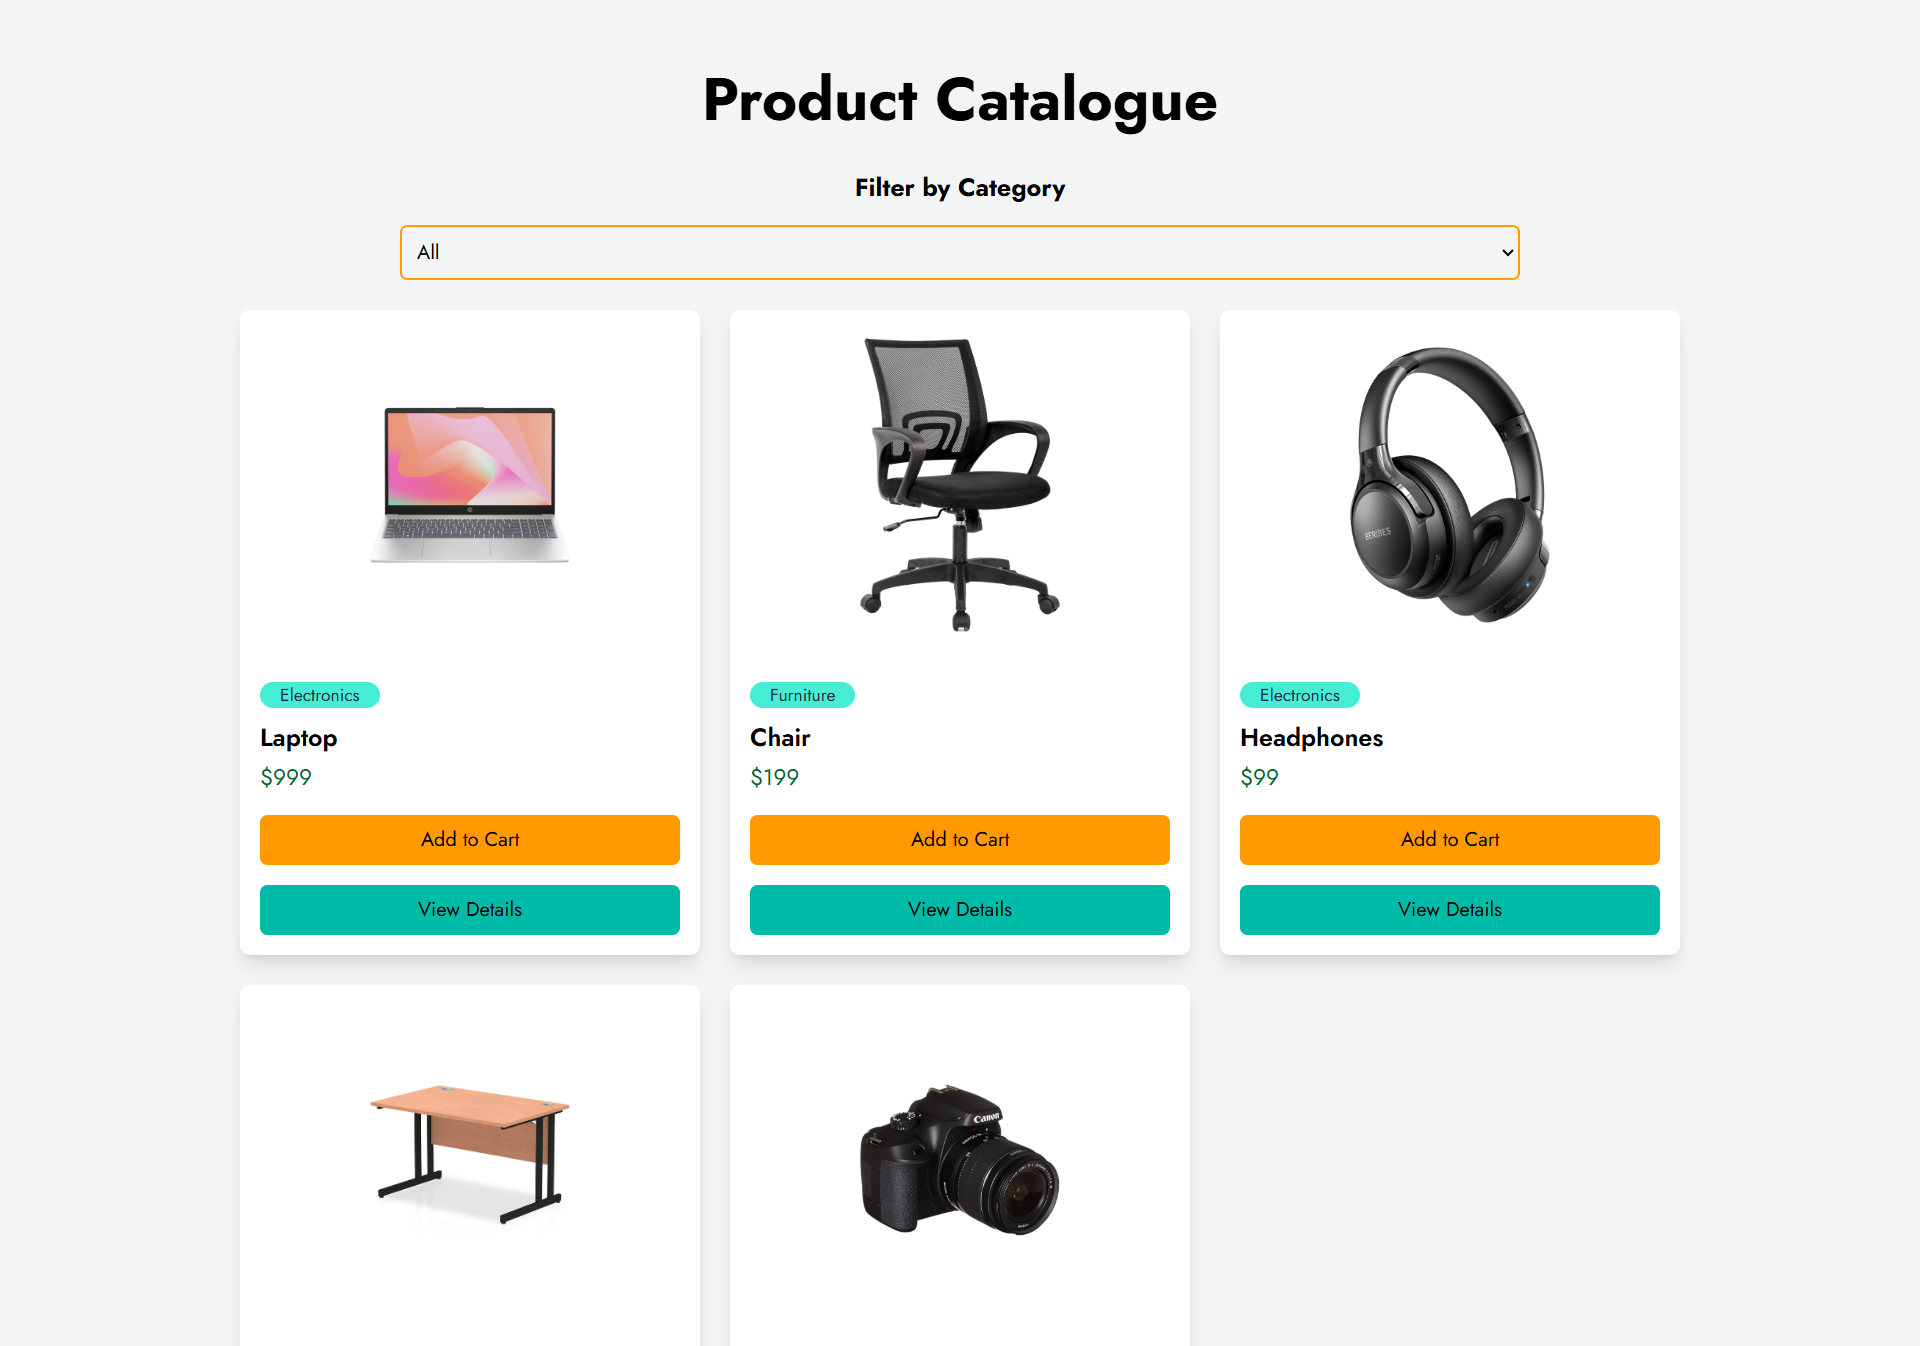 Product Catalogue
Filter by Category
All
BERIBES
Electronics
Laptop
$999
Add to Cart
View Details
Furniture
Chair
$199
Add to Cart
View Details
Electronics
Headphones
$99
Add to Cart
View Details
Canon